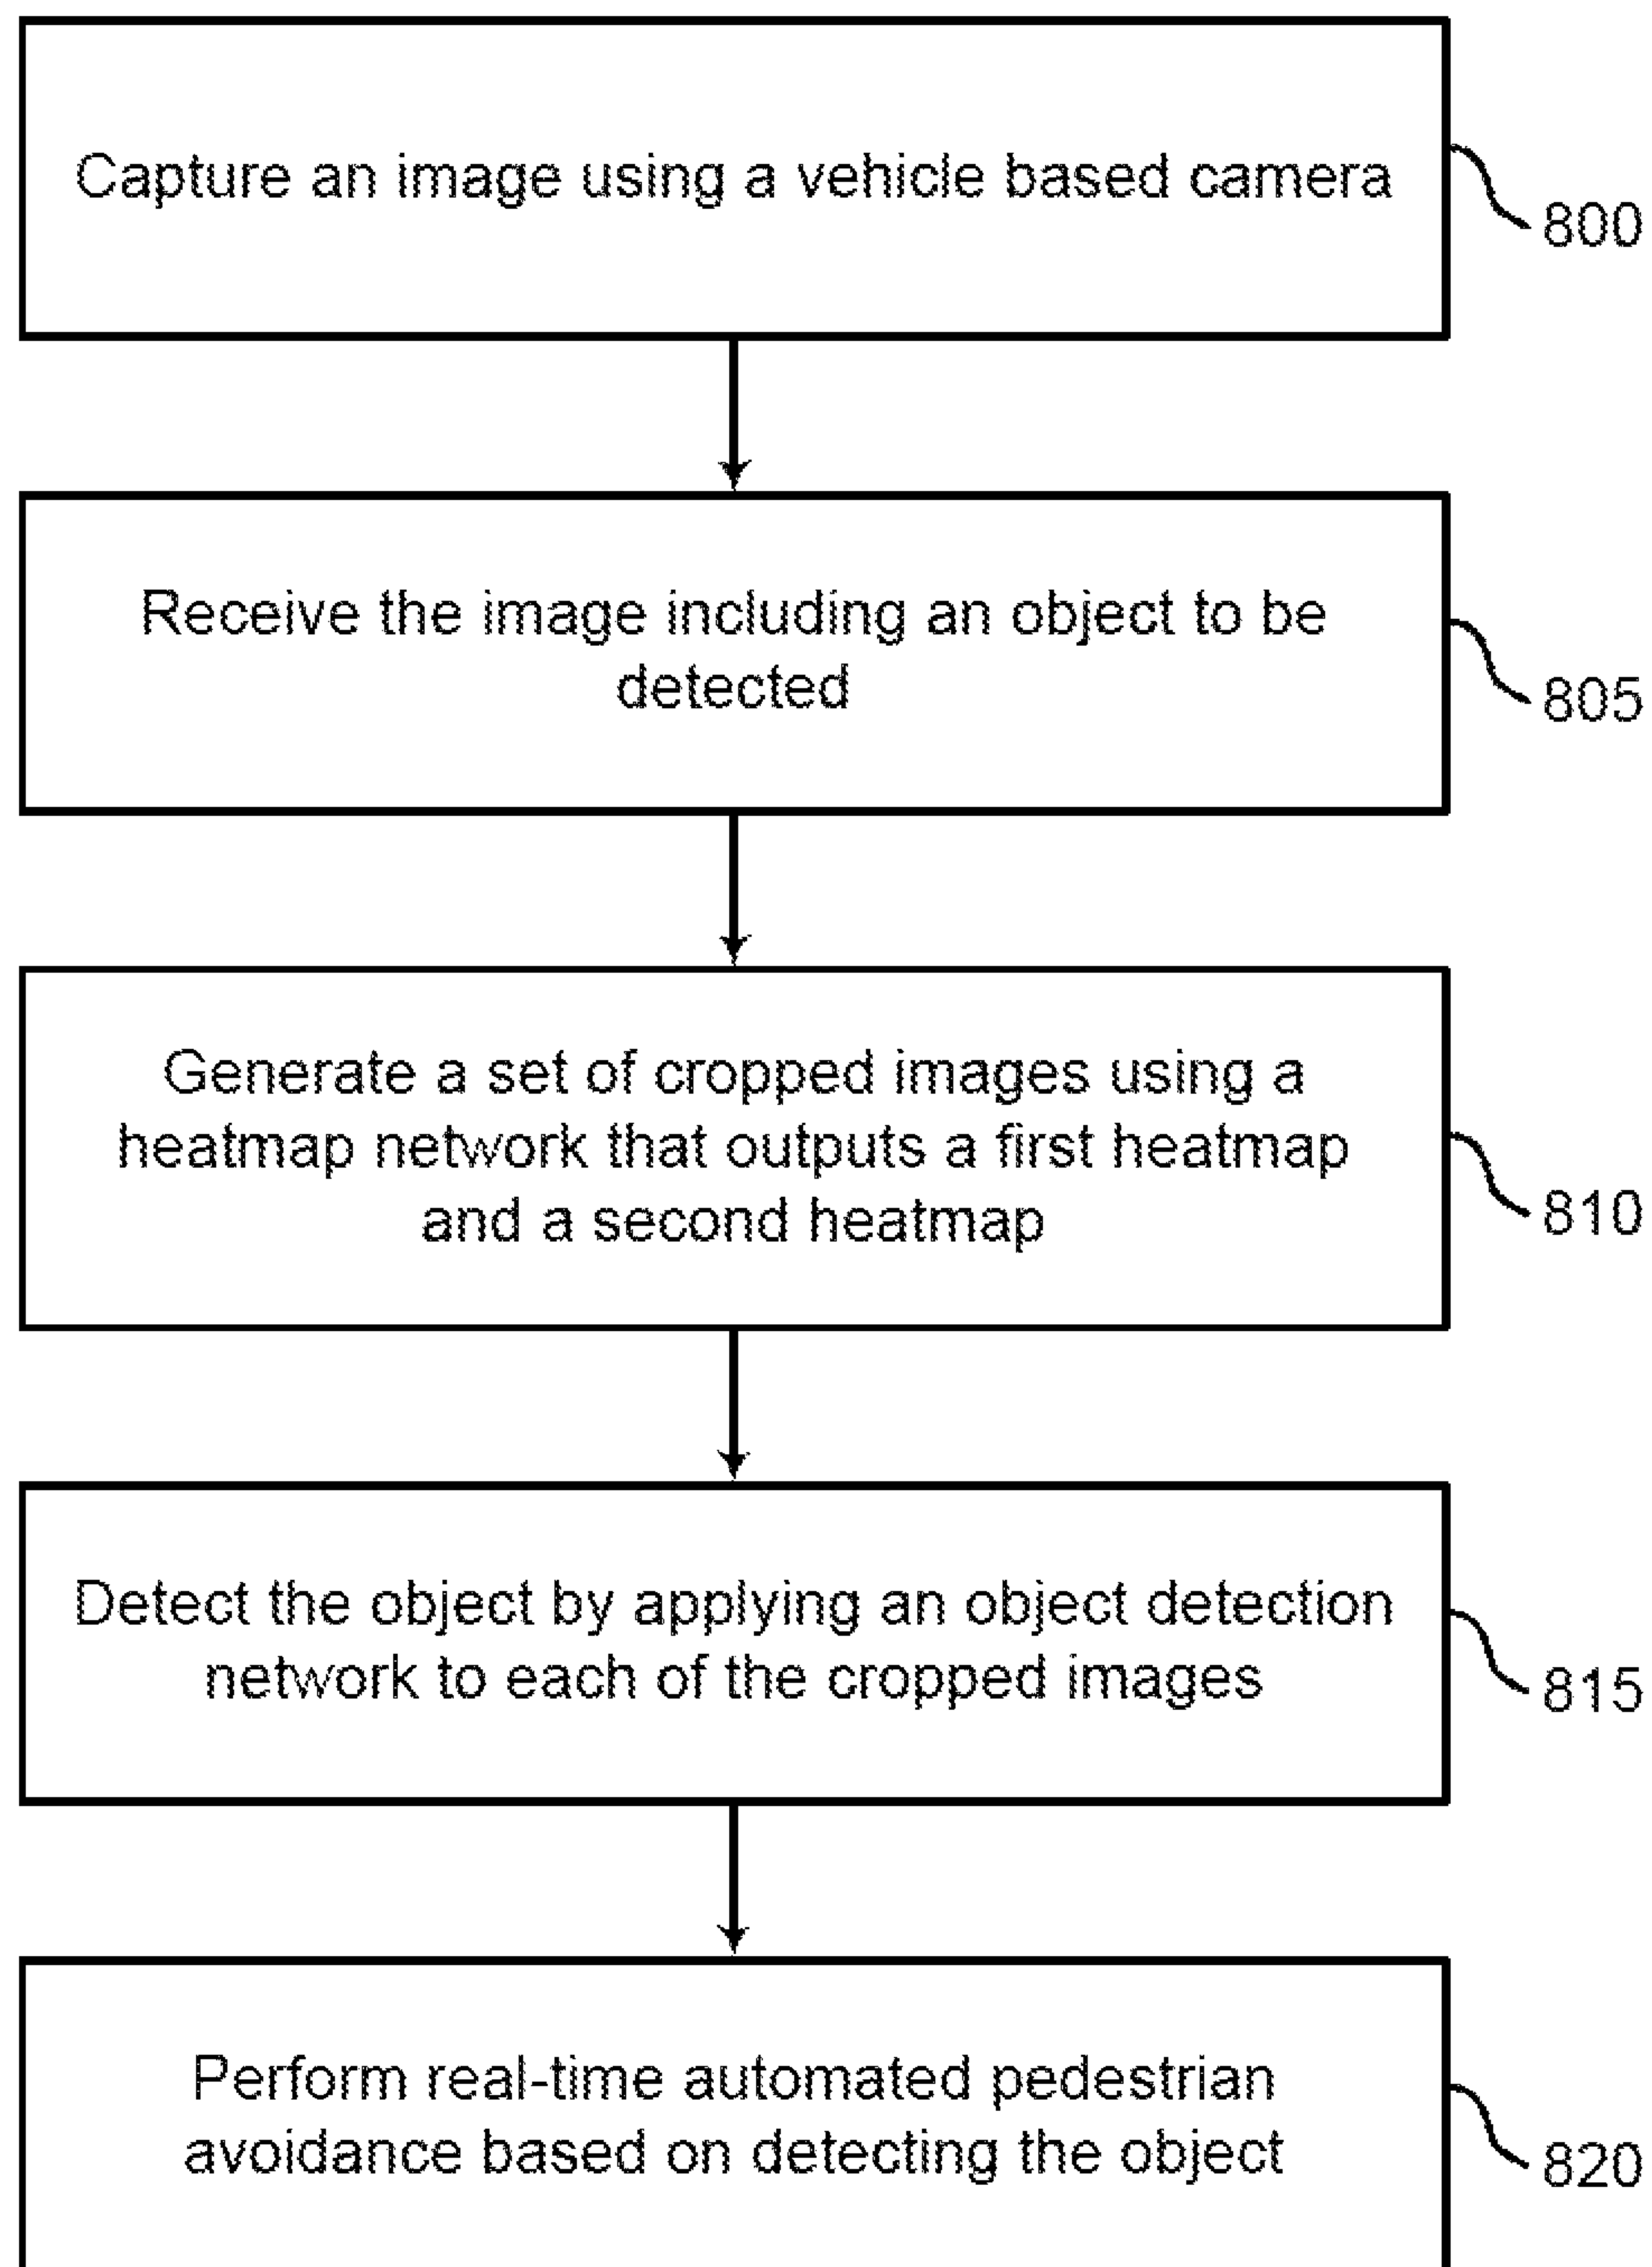 Capture an image using a vehicle based camera
800
Receive the image including an object to be
detected
805
Generate a set of cropped images using a
heatmap network that outputs a first heatmap
and a second heatmap
810
Detect the object by applying an object detection
network to each of the cropped images
815
Perform real-time automated pedestrian
avoidance based on detecting the object
820